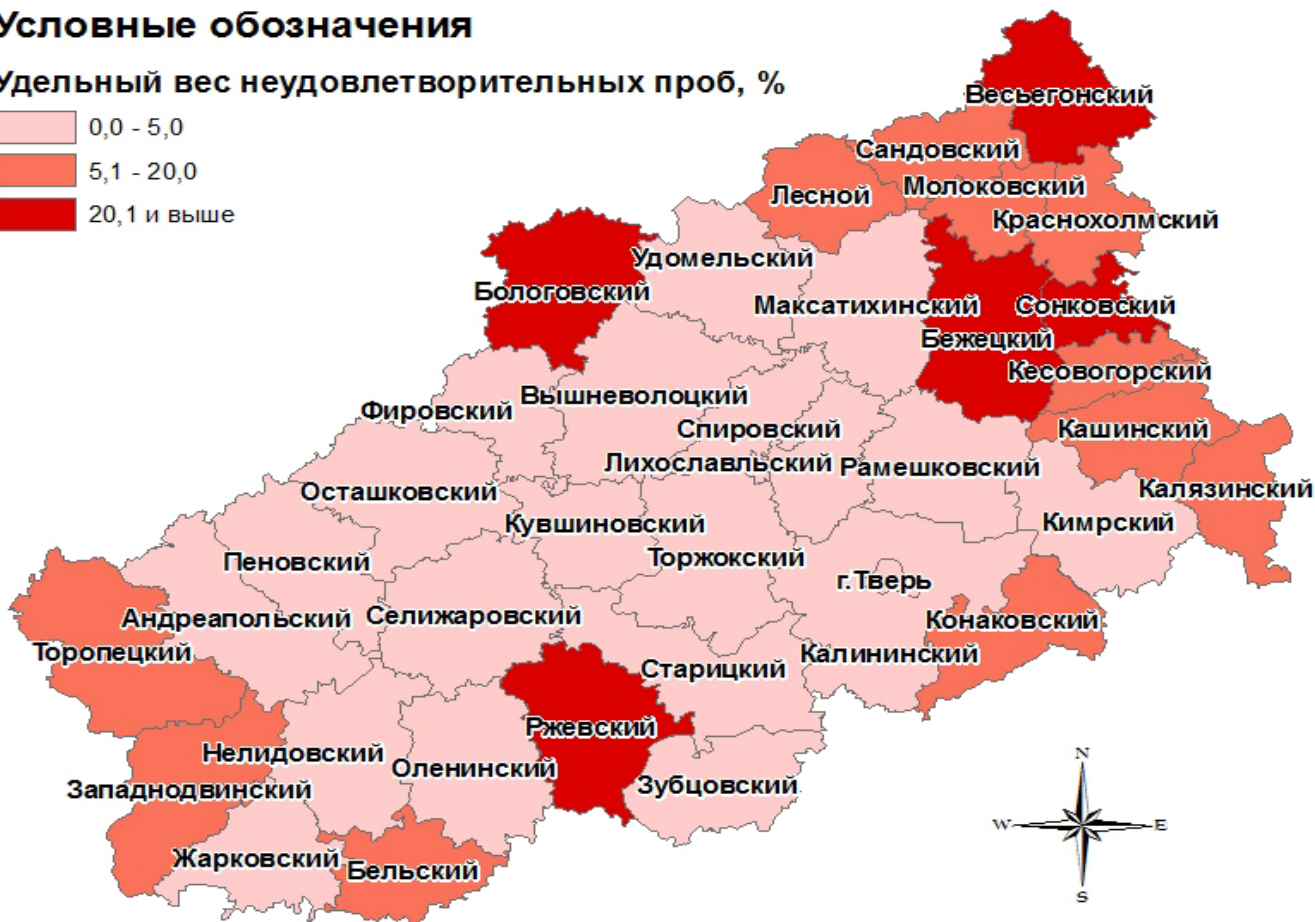 Условные обозначения
Удельный вес неудовлетворительных проб, %
0,0 - 5,0
5,1 - 20,0
20,1 и выше
Весьегонский
Сандовский
Молоковский
Лесной
Краснохолмский
Удомельский
Бологовский
Максатихинский
Сонковский
Бежецкий
Кесовогорский
Вышневолоцкий
Фировский
Спировский
Кашинский
Лихославльский
Рамешковский
Осташковский
Калязинский
Кувшиновский
Кимрский
Торжокский
Пеновский
г.Тверь
Андреапольский
Селижаровский
Конаковский
Торопецкий
Калининский
Старицкий
Ржевский
Нелидовский
Оленинский
Зубцовский
Западнодвинский
Жарковский
Бельский
N
W
E
S